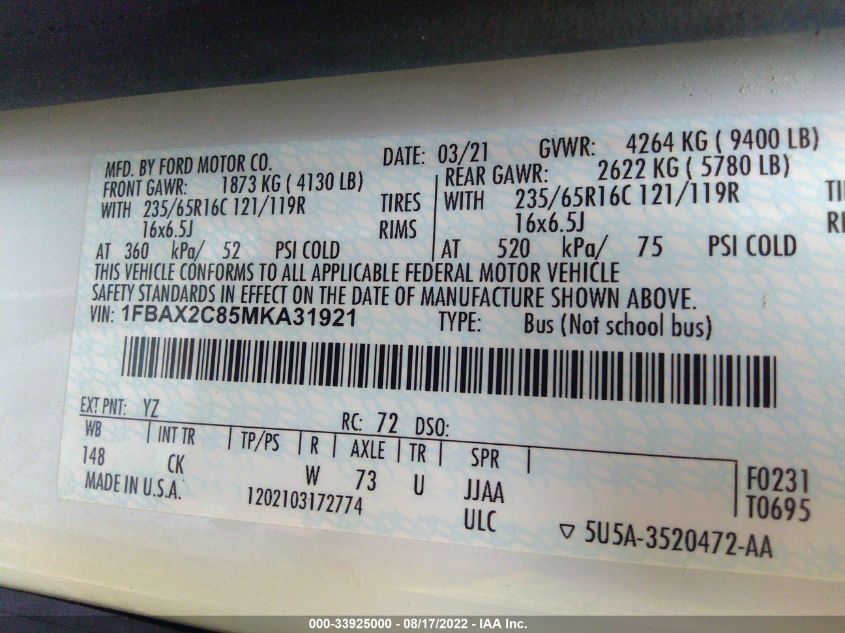 MFD. BY FORD MOTOR CO. DATE: 03/21 GVWR: 4264 KG ( 9400 LB)
FRONT GAWR: 1873 KG ( 4130 LB) REAR GAWR: 2622 KG ( 5780 LB)
WITH 235/65R16C 121/119R TIRES WITH 235/65R16C 121/119R
16x6.5J RIMS 16x6.5J
AT 360 kPa/ 52 PSI COLD AT 520 kPa/ 75 PSI COLD
THIS VEHICLE CONFORMS TO ALL APPLICABLE FEDERAL MOTOR VEHICLE
SAFETY STANDARDS IN EFFECT ON THE DATE OF MANUFACTURE SHOWN ABOVE.
VIN: 1FBAX2C85MKA31921 TYPE: Bus (Not school bus)
EXT PNT: YZ RC: 72 DSO:
WB INT TR TP/PS R AXLE TR SPR
148 CK W 73 U JJAA F0231
MADE IN U.S.A. 1202103172774 ULC T0695
▽ 5U5A-3520472-AA
000-33925000 - 08/17/2022 - IAA Inc.